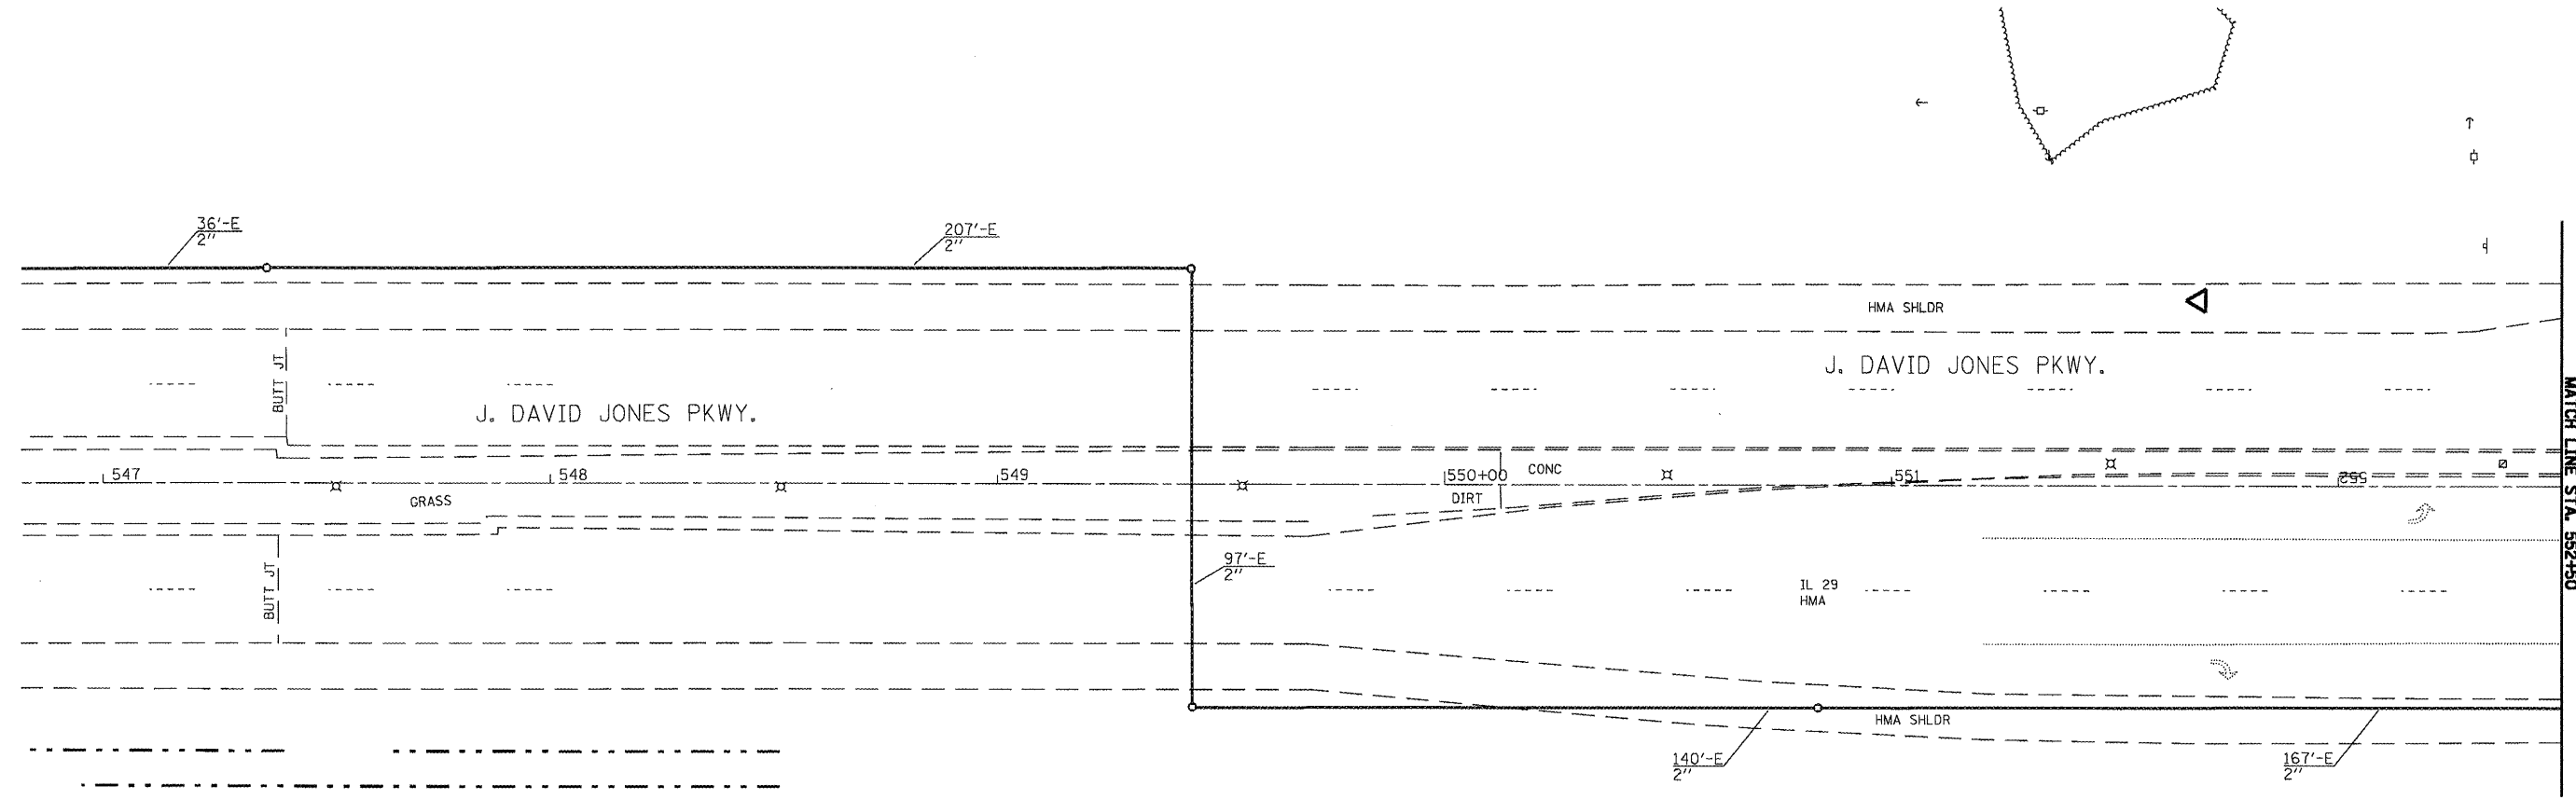 36'-E
2''
207'-E
2''
HMA SHLDR
J. DAVID JONES PKWY.
BUTT JT
J. DAVID JONES PKWY.
547
548
549
550+00
CONC
551
552
GRASS
DIRT
BUTT JT
97'-E
2''
IL 29
HMA
HMA SHLDR
140'-E
2''
167'-E
2''
MATCH LINE STA. 552+50